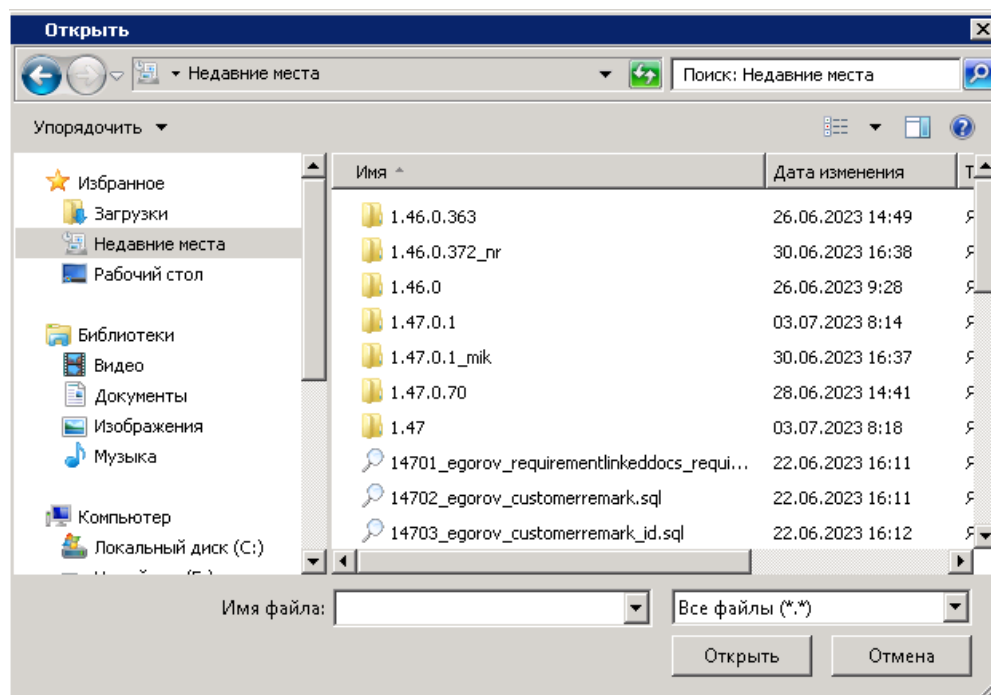 Открыть
Недавние места
Поиск: Недавние места
Упорядочить
Избранное
Загрузки
Недавние места
Рабочий стол
Библиотеки
Видео
Документы
Изображения
Музыка
Компьютер
Локальный диск (C:)
Имя Дата изменения
1.46.0.363 26.06.2023 14:49
1.46.0.372_nr 30.06.2023 16:38
1.46.0 26.06.2023 9:28
1.47.0.1 03.07.2023 8:14
1.47.0.1_mik 30.06.2023 16:37
1.47.0.70 28.06.2023 14:41
1.47 03.07.2023 8:18
14701_egorov_requirementlinkeddocs_requi... 22.06.2023 16:11
14702_egorov_customerremark.sql 22.06.2023 16:11
14703_egorov_customerremark_id.sql 22.06.2023 16:12
Имя файла:
Все файлы (*.*)
Открыть Отмена